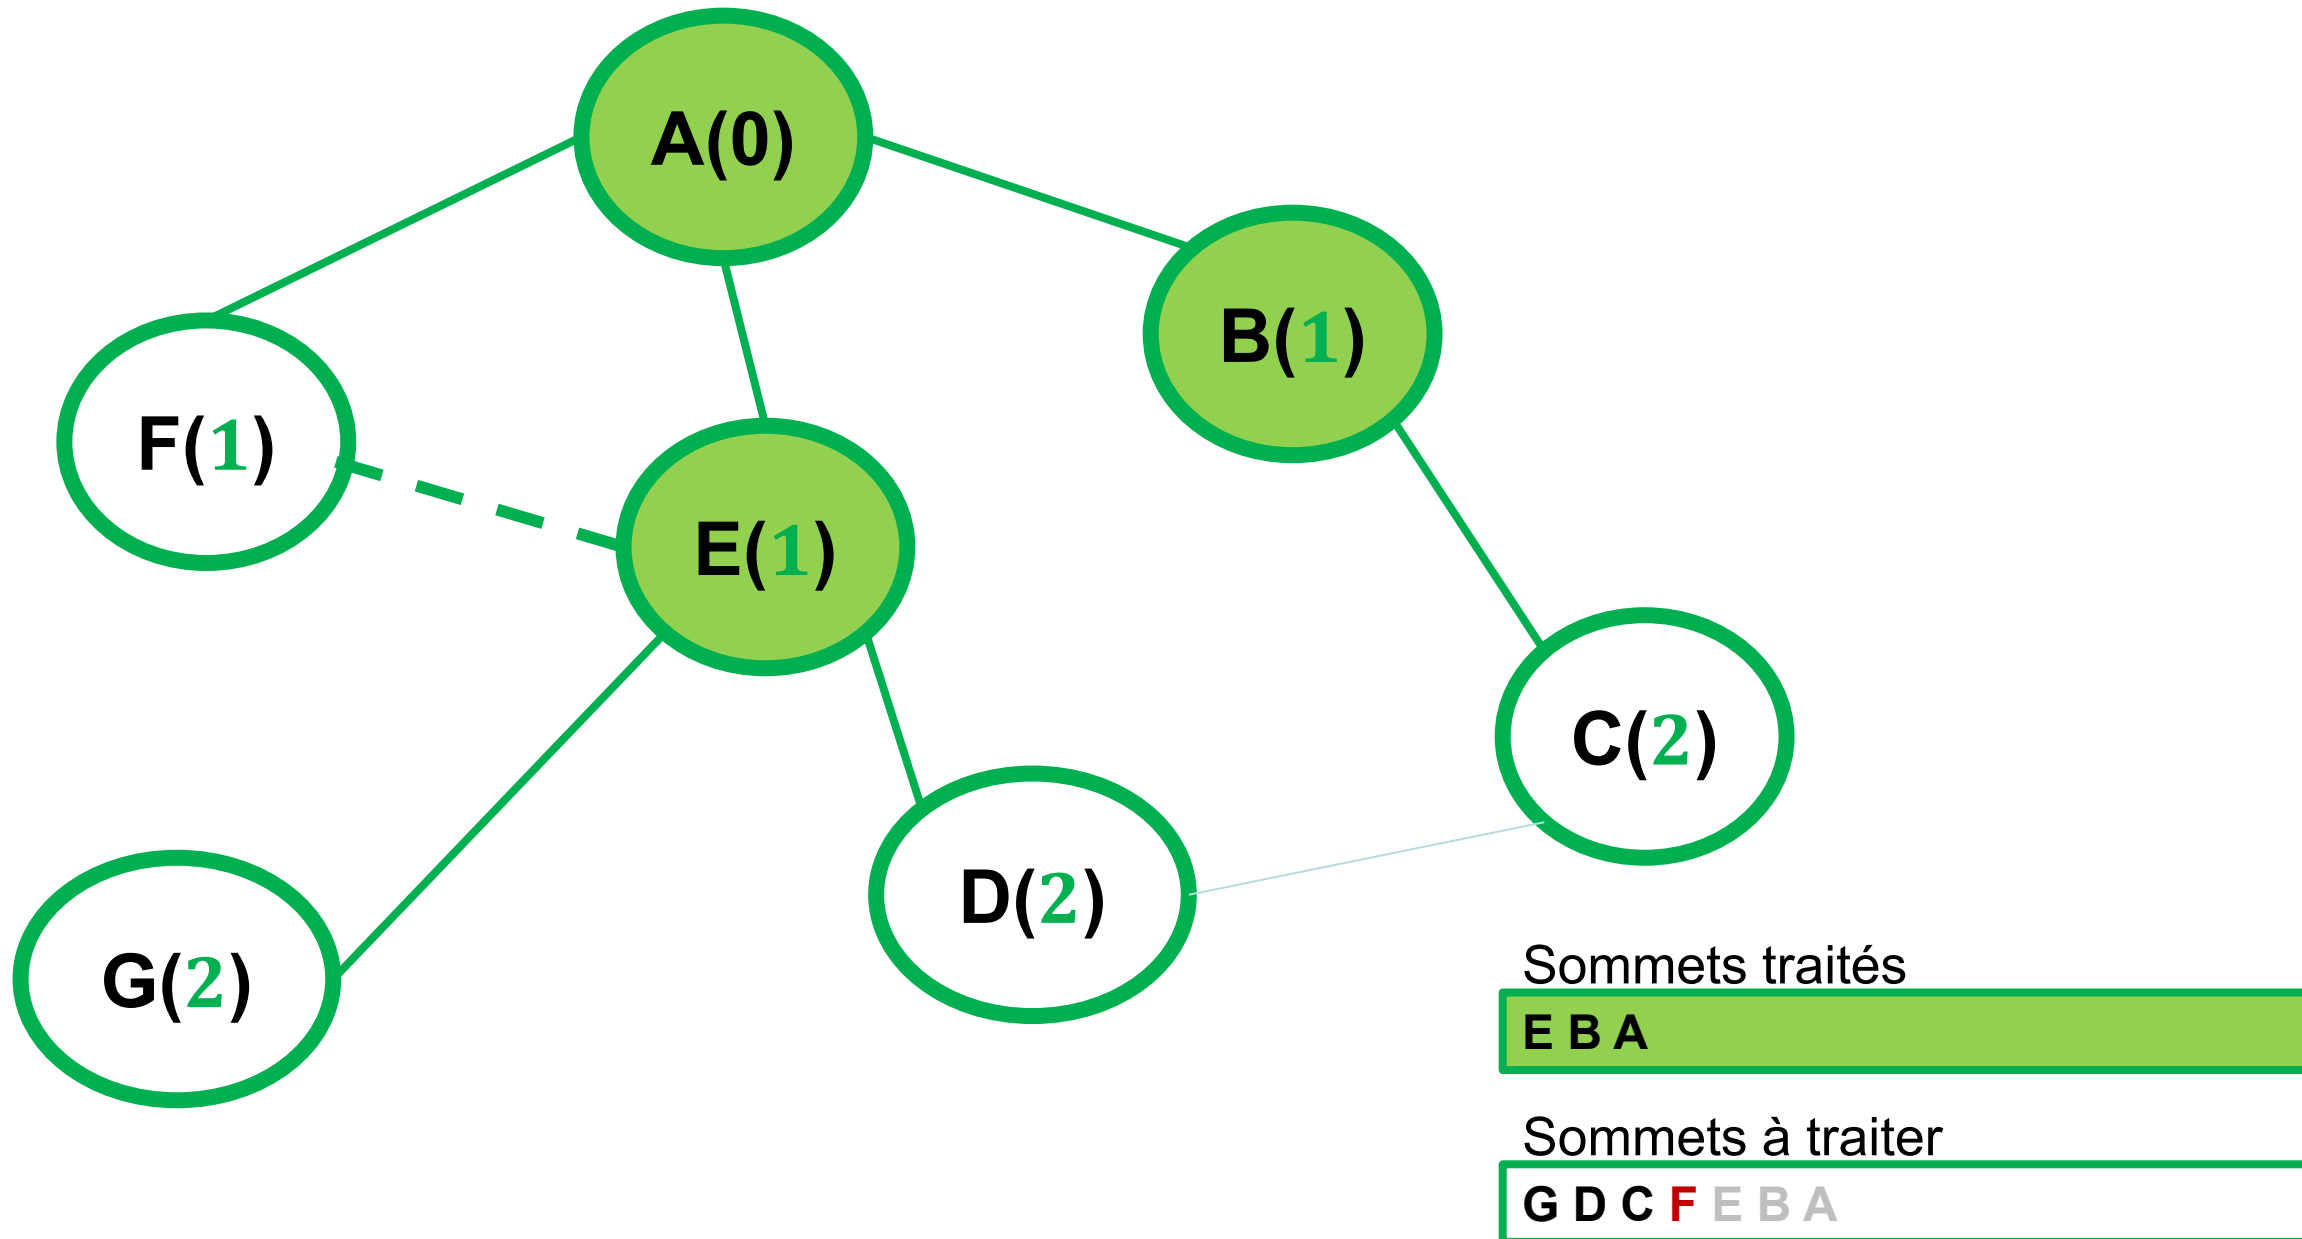 A(0)
B(1)
F(1)
E(1)
C(2)
D(2)
G(2)
Sommets traités
E B A
Sommets à traiter
G D C F E B A